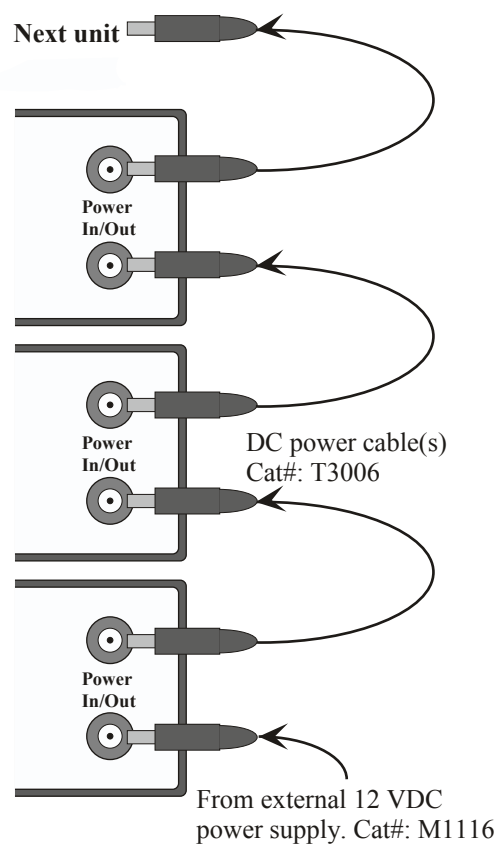 Next unit
Power
In/Out
DC power cable(s)
Cat#: T3006
Power
In/Out
Power
In/Out
From external 12 VDC
power supply. Cat#: M1116